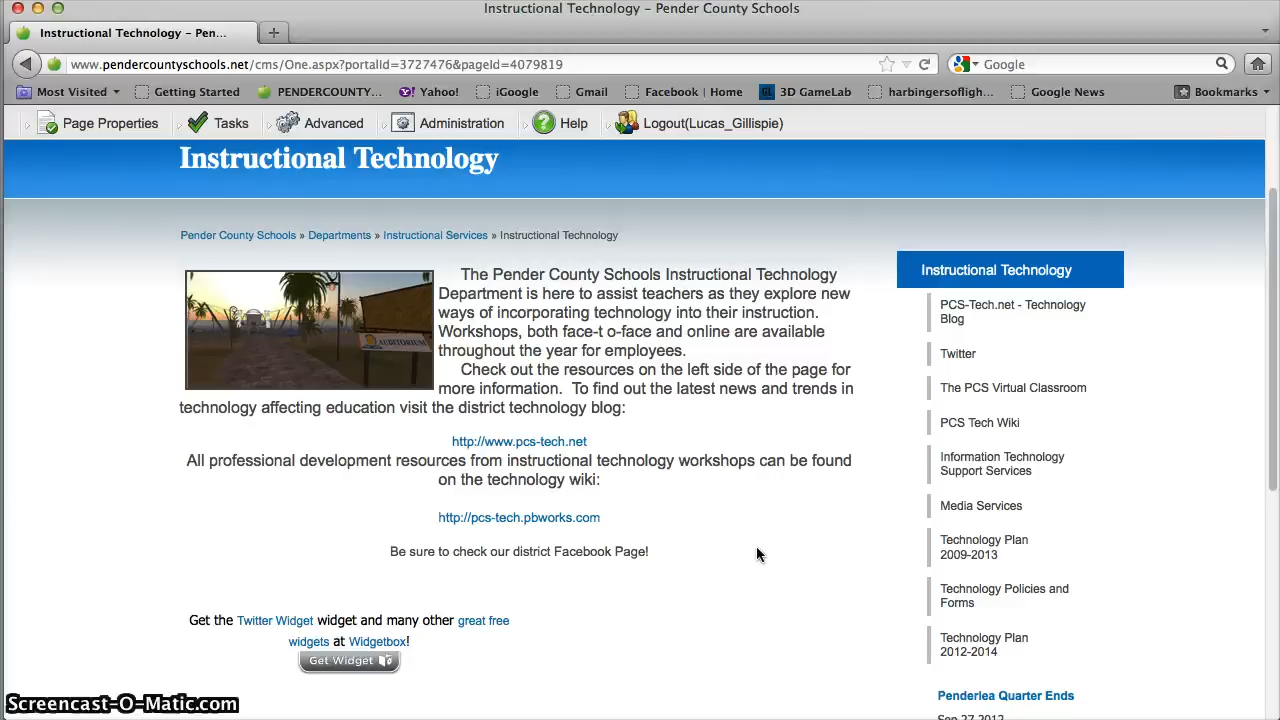 Instructional Technology - Pender County Schools
Instructional Technology - Pen...
www.pendercountyschools.net/cms/One.aspx?portalId=3727476&pageId=4079819
Google
Most Visited
Getting Started
PENDERCOUNTY...
Yahoo!
iGoogle
Gmail
Facebook | Home
GL 3D GameLab
harbingersofligh...
Google News
Bookmarks
Page Properties
Tasks
Advanced
Administration
Help
Logout(Lucas_Gillispie)
Instructional Technology
Pender County Schools » Departments » Instructional Services » Instructional Technology
AUDITORIUM
The Pender County Schools Instructional Technology
Department is here to assist teachers as they explore new
ways of incorporating technology into their instruction.
Workshops, both face-t o-face and online are available
throughout the year for employees.
Check out the resources on the left side of the page for
more information. To find out the latest news and trends in
technology affecting education visit the district technology blog:
http://www.pcs-tech.net
All professional development resources from instructional technology workshops can be found
on the technology wiki:
http://pcs-tech.pbworks.com
Be sure to check our district Facebook Page!
Get the Twitter Widget widget and many other great free
widgets at Widgetbox!
Get Widget
Instructional Technology
PCS-Tech.net - Technology
Blog
Twitter
The PCS Virtual Classroom
PCS Tech Wiki
Information Technology
Support Services
Media Services
Technology Plan
2009-2013
Technology Policies and
Forms
Technology Plan
2012-2014
Penderlea Quarter Ends
Sep 27 2012
Screencast-O-Matic.com